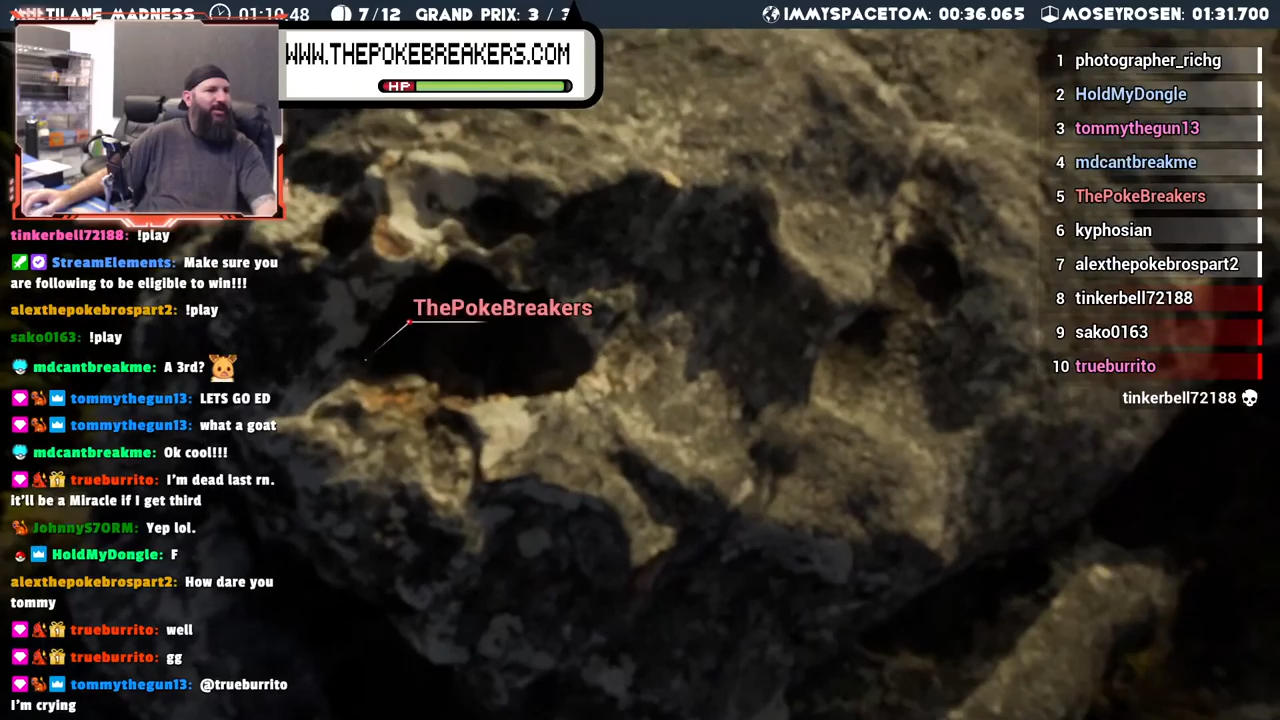 MULTILANE MADNESS 01:10.48 7/12 GRAND PRIX: 3 / 3
IMMYSPACETOM: 00:36.065 MOSEYROSEN: 01:31.700
WWW.THEPOKEBREAKERS.COM
HP
1 photographer_richg
2 HoldMyDongle
3 tommythegun13
4 mdcantbreakme
5 ThePokeBreakers
6 kyphosian
7 alexthepokebrospart2
8 tinkerbell72188
9 sako0163
10 trueburrito
tinkerbell72188
ThePokeBreakers
tinkerbell72188: !play
StreamElements: Make sure you
are following to be eligible to win!!!
alexthepokebrospart2: !play
sako0163: !play
mdcantbreakme: A 3rd?
tommythegun13: LETS GO ED
tommythegun13: what a goat
mdcantbreakme: Ok cool!!!
trueburrito: I'm dead last rn.
it'll be a Miracle if I get third
JohnnyS7ORM: Yep lol.
HoldMyDongle: F
alexthepokebrospart2: How dare you
tommy
trueburrito: well
trueburrito: gg
tommythegun13: @trueburrito
I'm crying